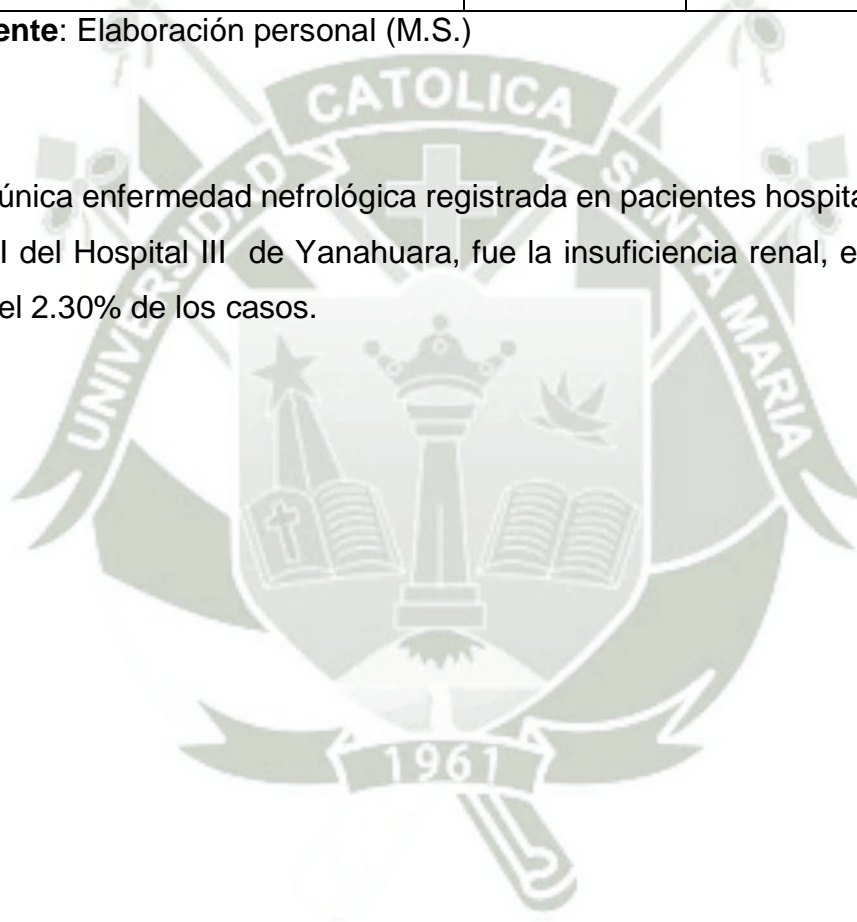 ente: Elaboración personal (M.S.)
única enfermedad nefrológica registrada en pacientes hospita
I del Hospital III de Yanahuara, fue la insuficiencia renal, e
el 2.30% de los casos.
UNIVERSIDAD CATOLICA SANTA MARIA
1961